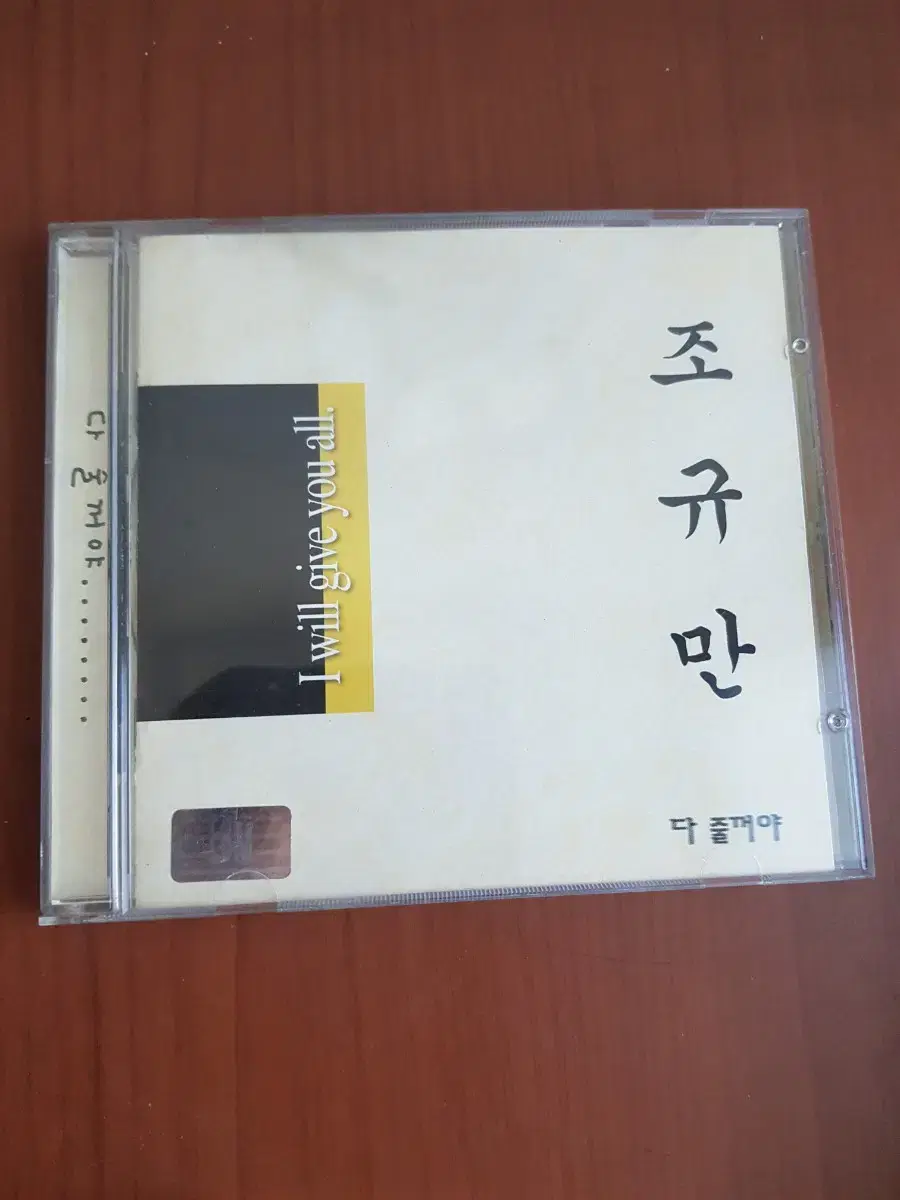 다 줄꺼야.........
I will give you all.
조규만
다 줄꺼야